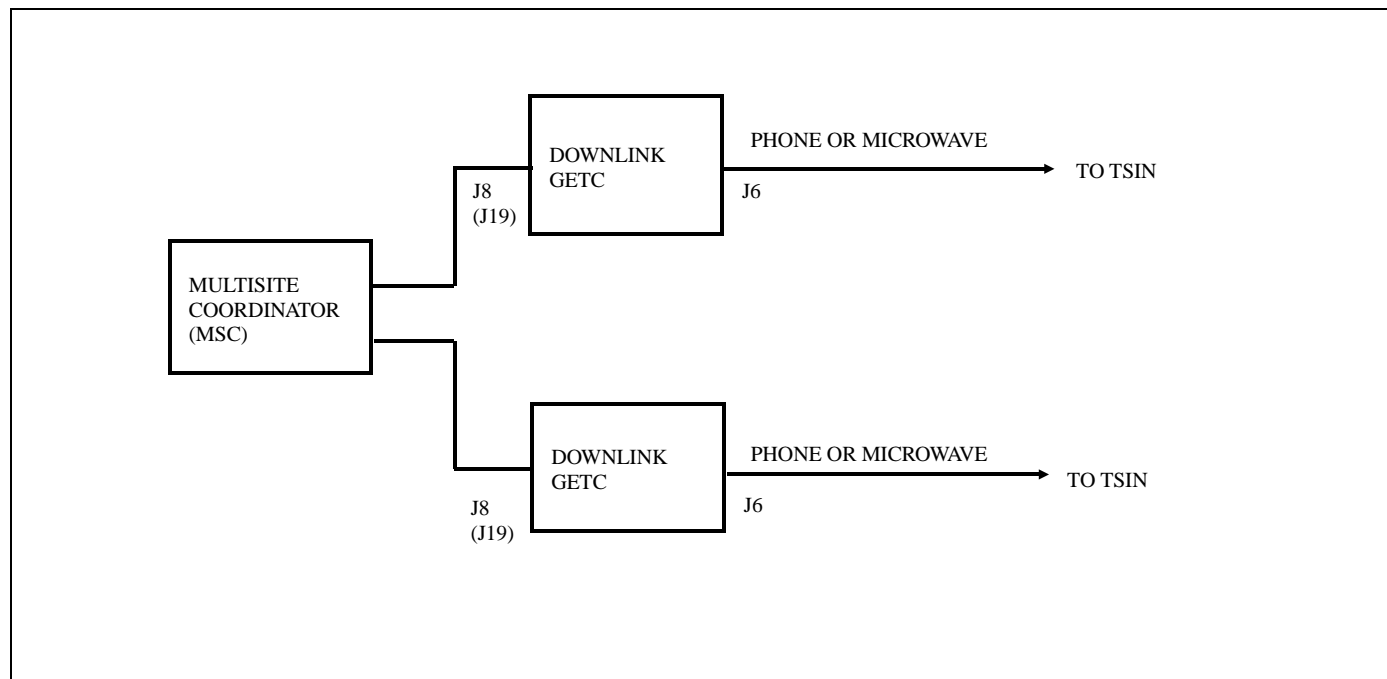 DOWNLINK
GETC
PHONE OR MICROWAVE
TO TSIN
J8
(J19)
J6
MULTISITE
COORDINATOR
(MSC)
DOWNLINK
GETC
PHONE OR MICROWAVE
TO TSIN
J8
(J19)
J6